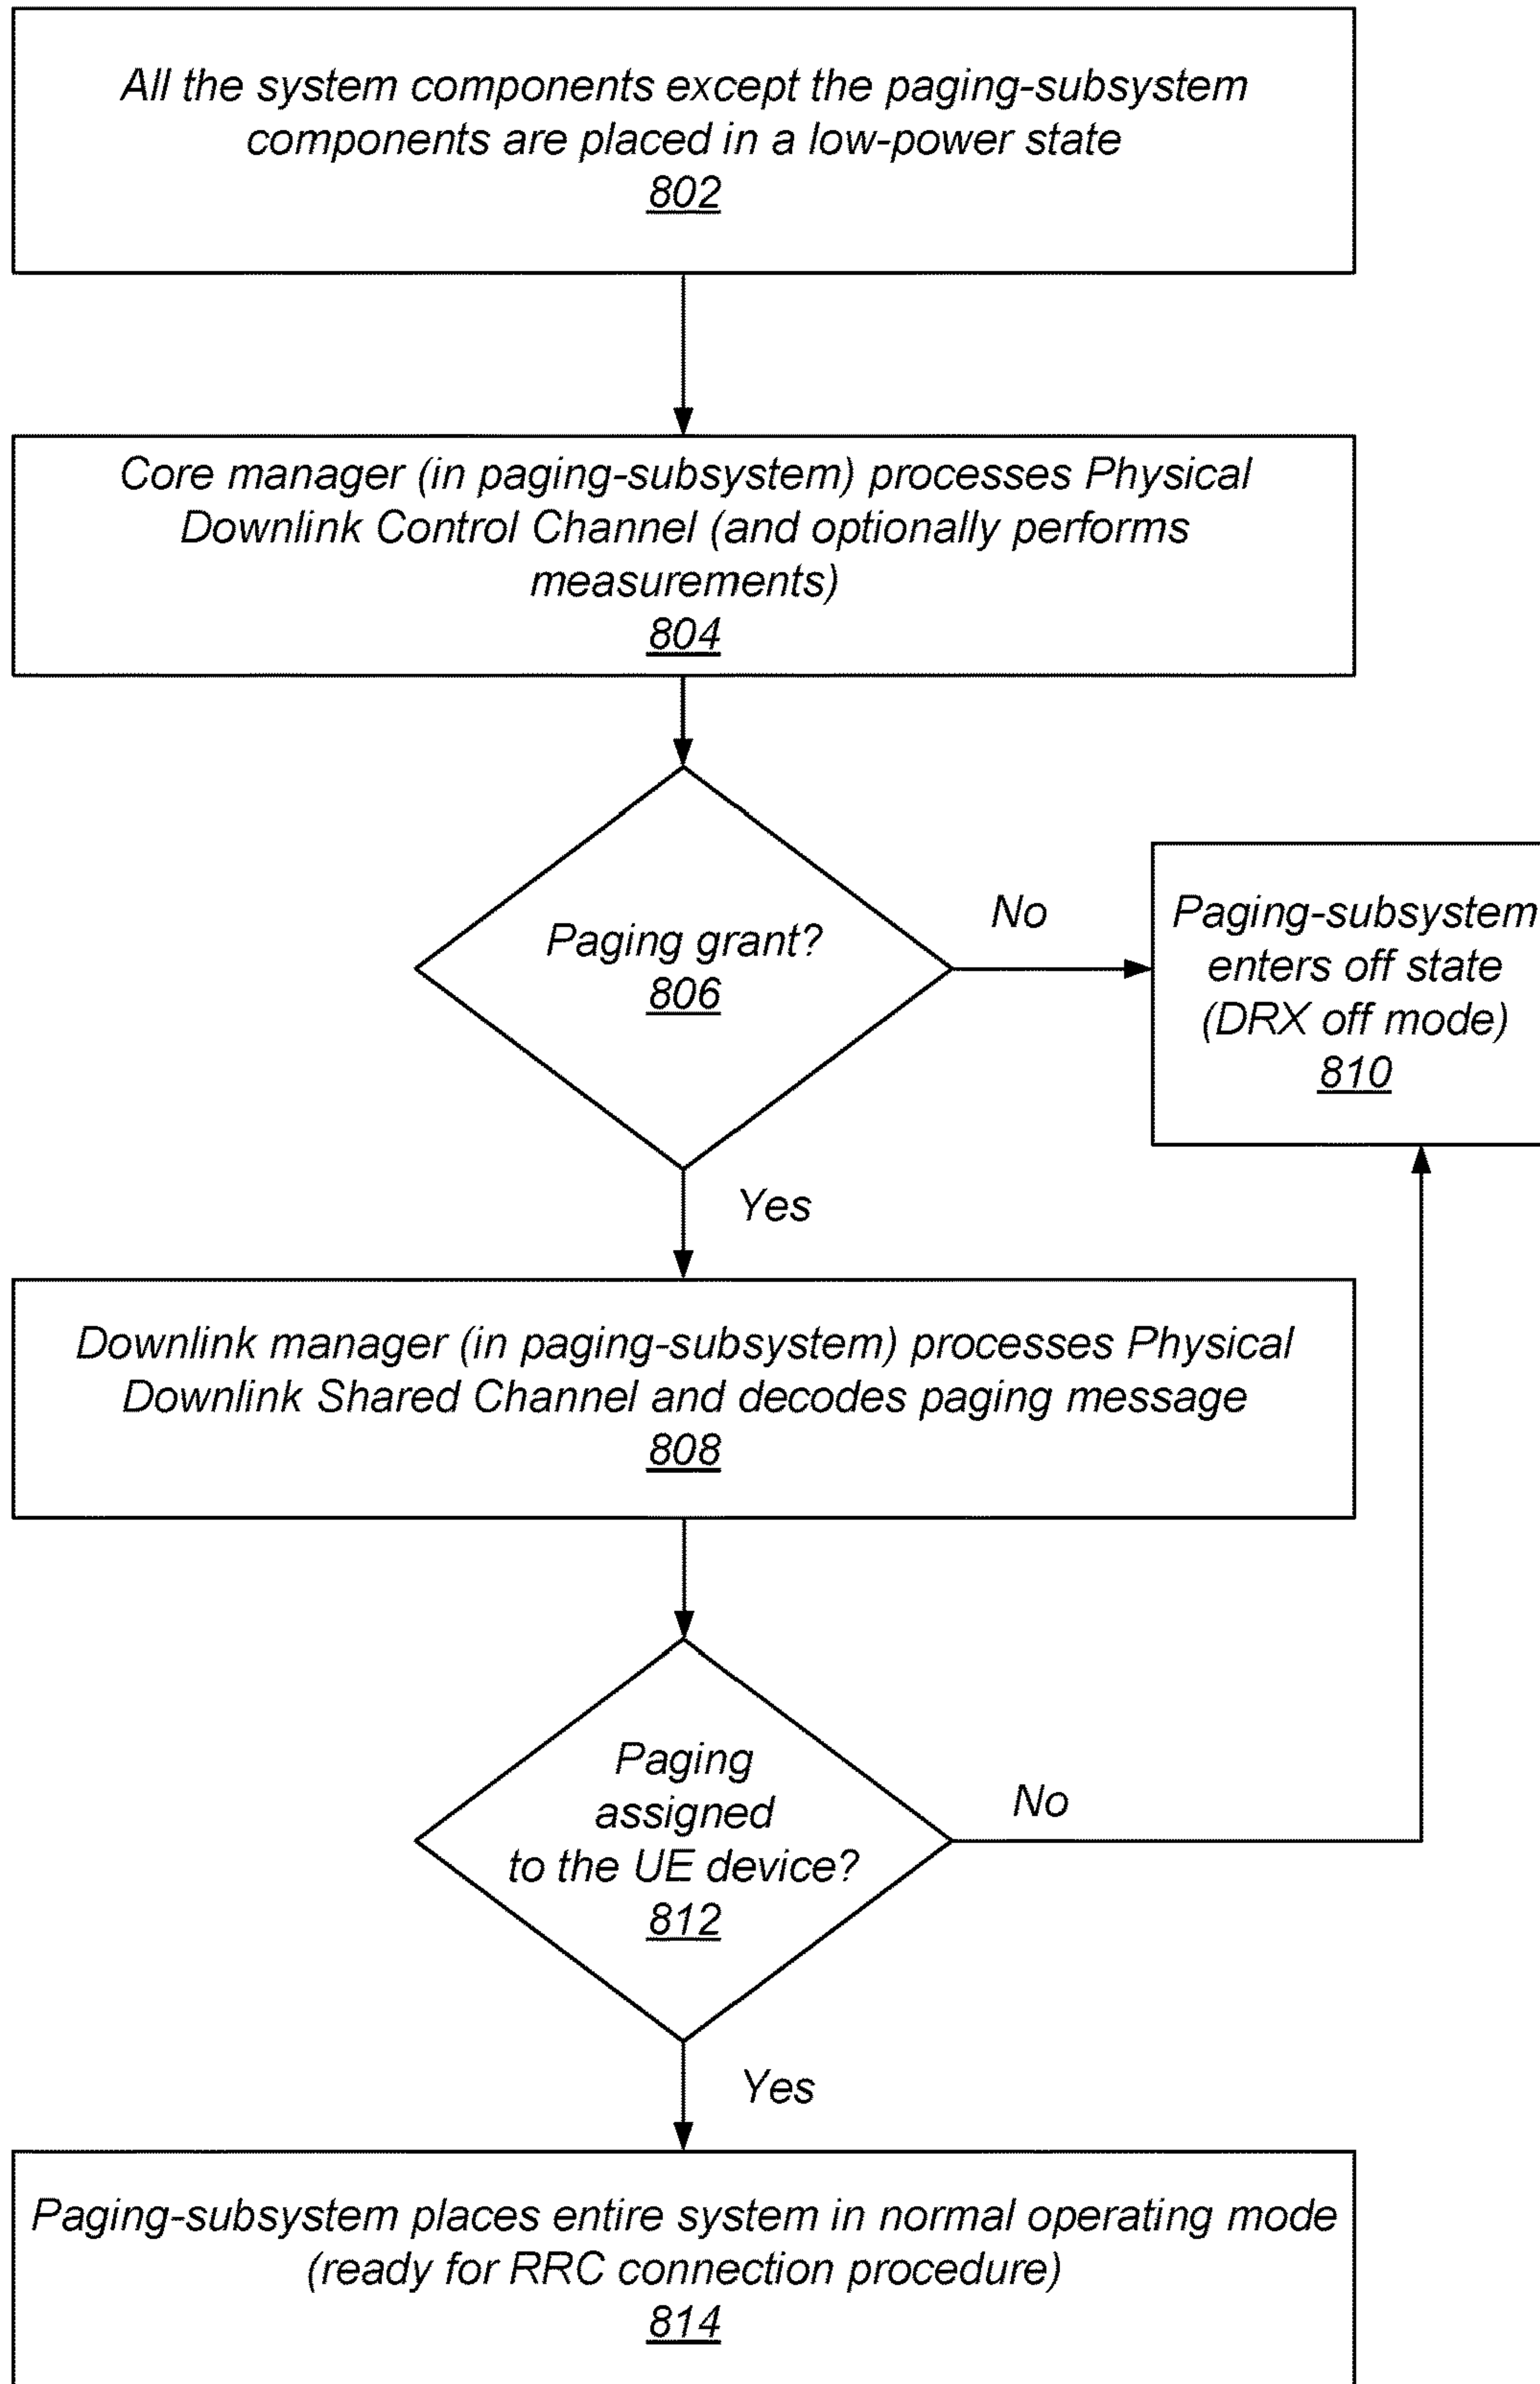 All the system components except the paging-subsystem
components are placed in a low-power state
802
Core manager (in paging-subsystem) processes Physical
Downlink Control Channel (and optionally performs
measurements)
804
Paging grant?
806
No
Paging-subsystem
enters off state
(DRX off mode)
810
Yes
Downlink manager (in paging-subsystem) processes Physical
Downlink Shared Channel and decodes paging message
808
Paging
assigned
to the UE device?
812
No
Yes
Paging-subsystem places entire system in normal operating mode
(ready for RRC connection procedure)
814